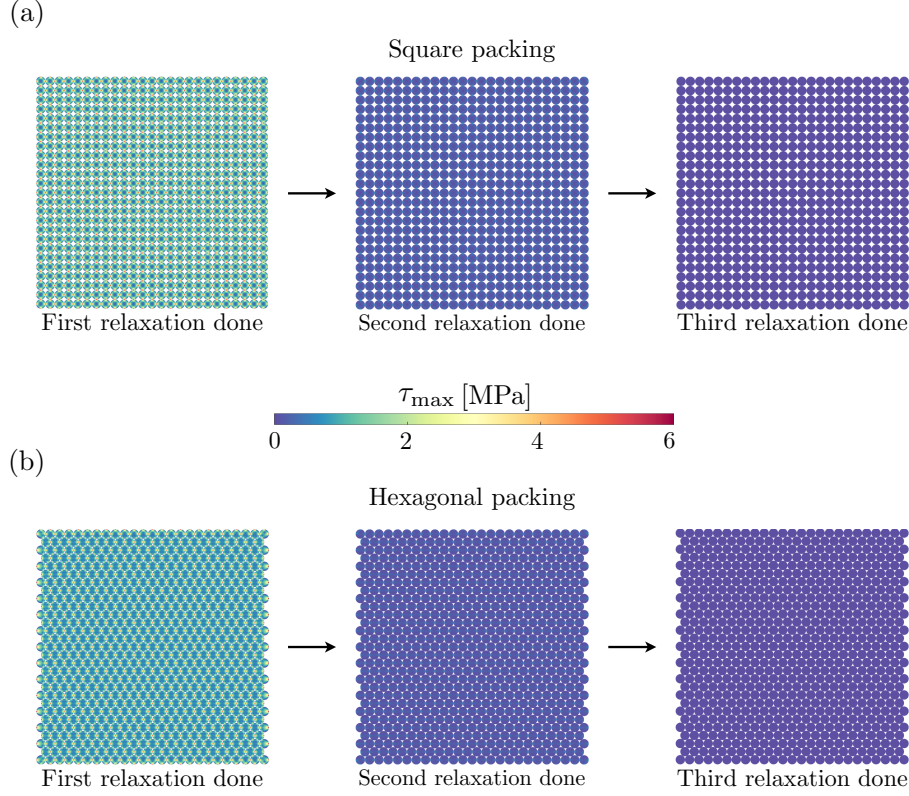 (a)
Square packing
First relaxation done
Second relaxation done
Third relaxation done
τmax [MPa]
0 2 4 6
(b)
Hexagonal packing
First relaxation done
Second relaxation done
Third relaxation done